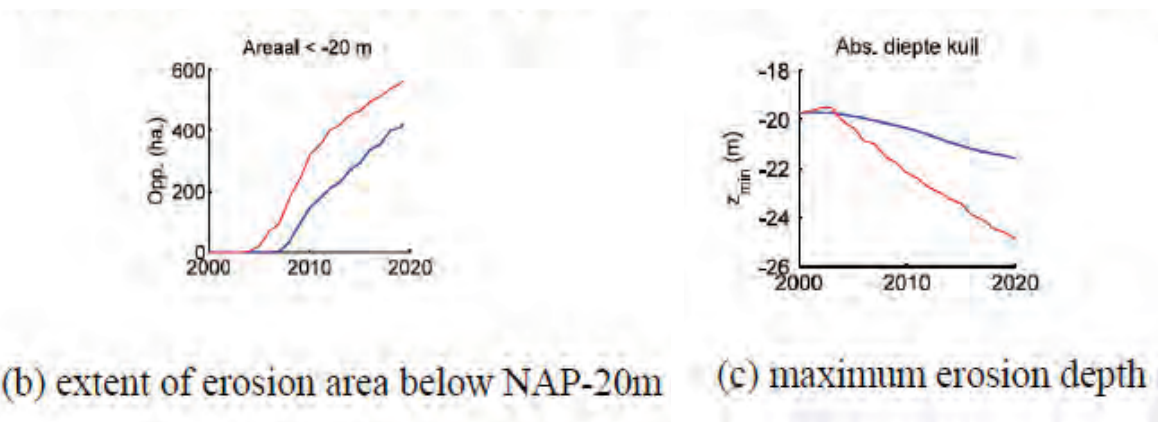 Areaal < -20 m
600
400
200
0
Opp. (ha.)
2000 2010 2020
(b) extent of erosion area below NAP-20m
Abs. diepte kuil
-18
-20
-22
-24
-26
z_min (m)
2000 2010 2020
(c) maximum erosion depth